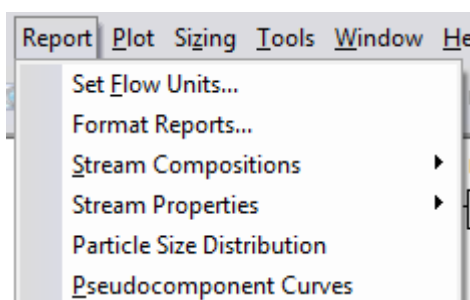 Report Plot Sizing Tools Window He
Set Flow Units...
Format Reports...
Stream Compositions
Stream Properties
Particle Size Distribution
Pseudocomponent Curves